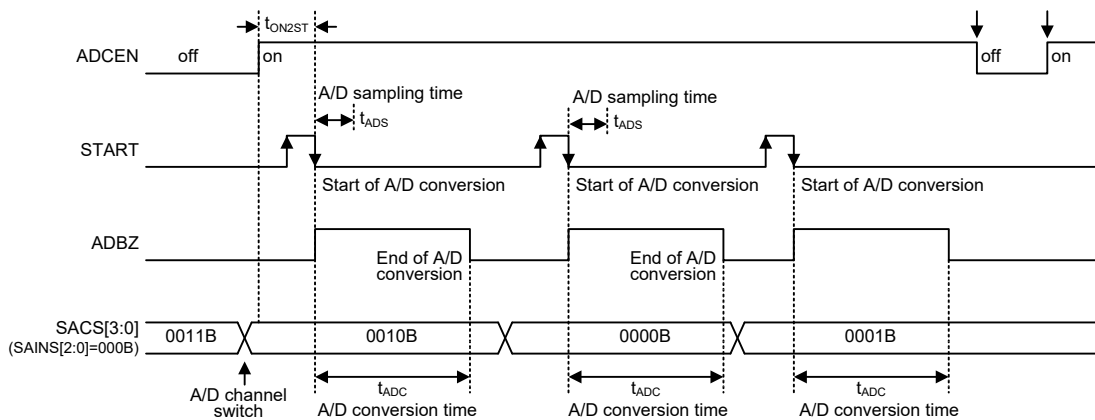 tON2ST
ADCEN
off
on
off
on
A/D sampling time
A/D sampling time
tADS
tADS
START
Start of A/D conversion
Start of A/D conversion
Start of A/D conversion
ADBZ
End of A/D
conversion
End of A/D
conversion
SACS[3:0]
(SAINS[2:0]=000B)
0011B
0010B
0000B
0001B
A/D channel
switch
tADC
tADC
tADC
A/D conversion time
A/D conversion time
A/D conversion time